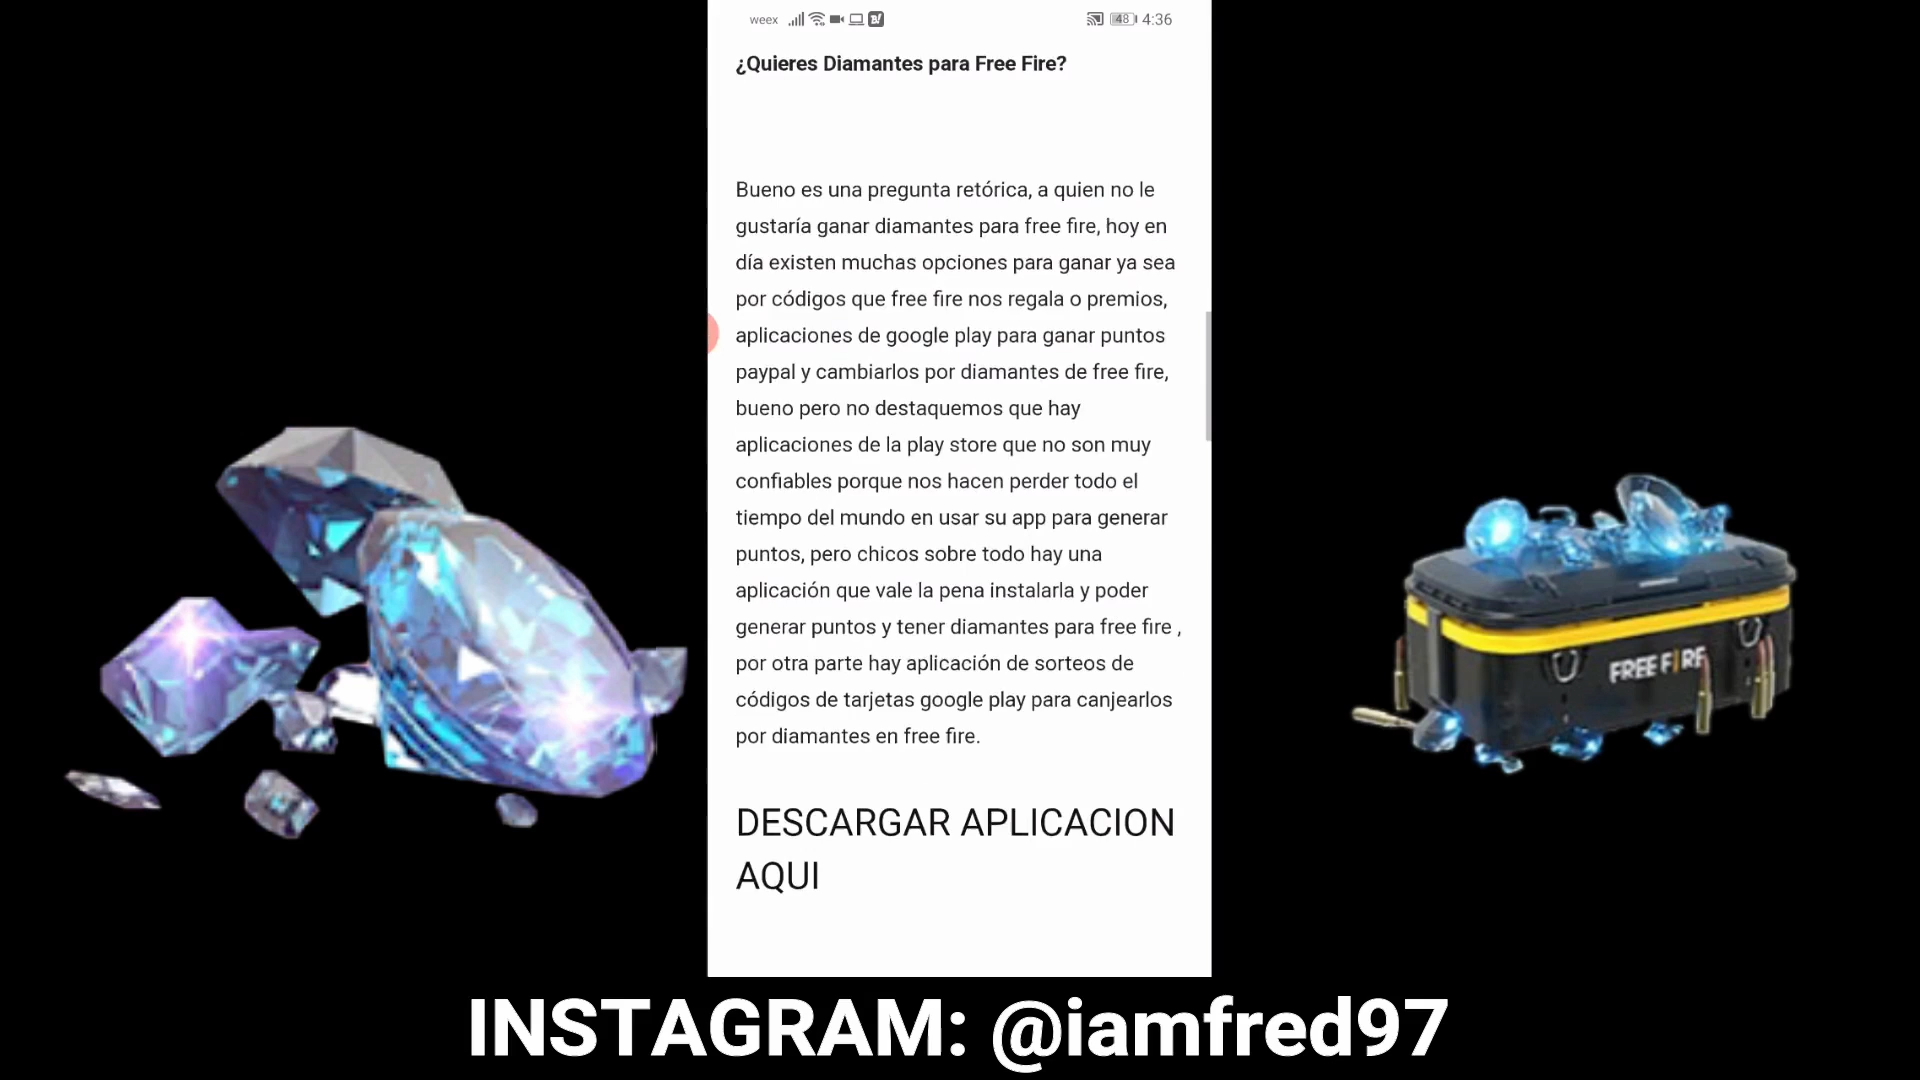 weex 48 4:36
¿Quieres Diamantes para Free Fire?
Bueno es una pregunta retórica, a quien no le
gustaría ganar diamantes para free fire, hoy en
día existen muchas opciones para ganar ya sea
por códigos que free fire nos regala o premios,
aplicaciones de google play para ganar puntos
paypal y cambiarlos por diamantes de free fire,
bueno pero no destaquemos que hay
aplicaciones de la play store que no son muy
confiables porque nos hacen perder todo el
tiempo del mundo en usar su app para generar
puntos, pero chicos sobre todo hay una
aplicación que vale la pena instalarla y poder
generar puntos y tener diamantes para free fire ,
por otra parte hay aplicación de sorteos de
códigos de tarjetas google play para canjearlos
por diamantes en free fire.
DESCARGAR APLICACION
AQUI
FREE FIRE
INSTAGRAM: @iamfred97